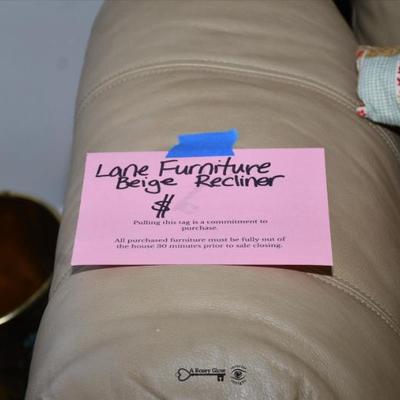 Lane Furniture
Beige Recliner
$
Pulling this tag is a commitment to
purchase.
All purchased furniture must be fully out of
the house 30 minutes prior to sale closing.
A Rosey Glow